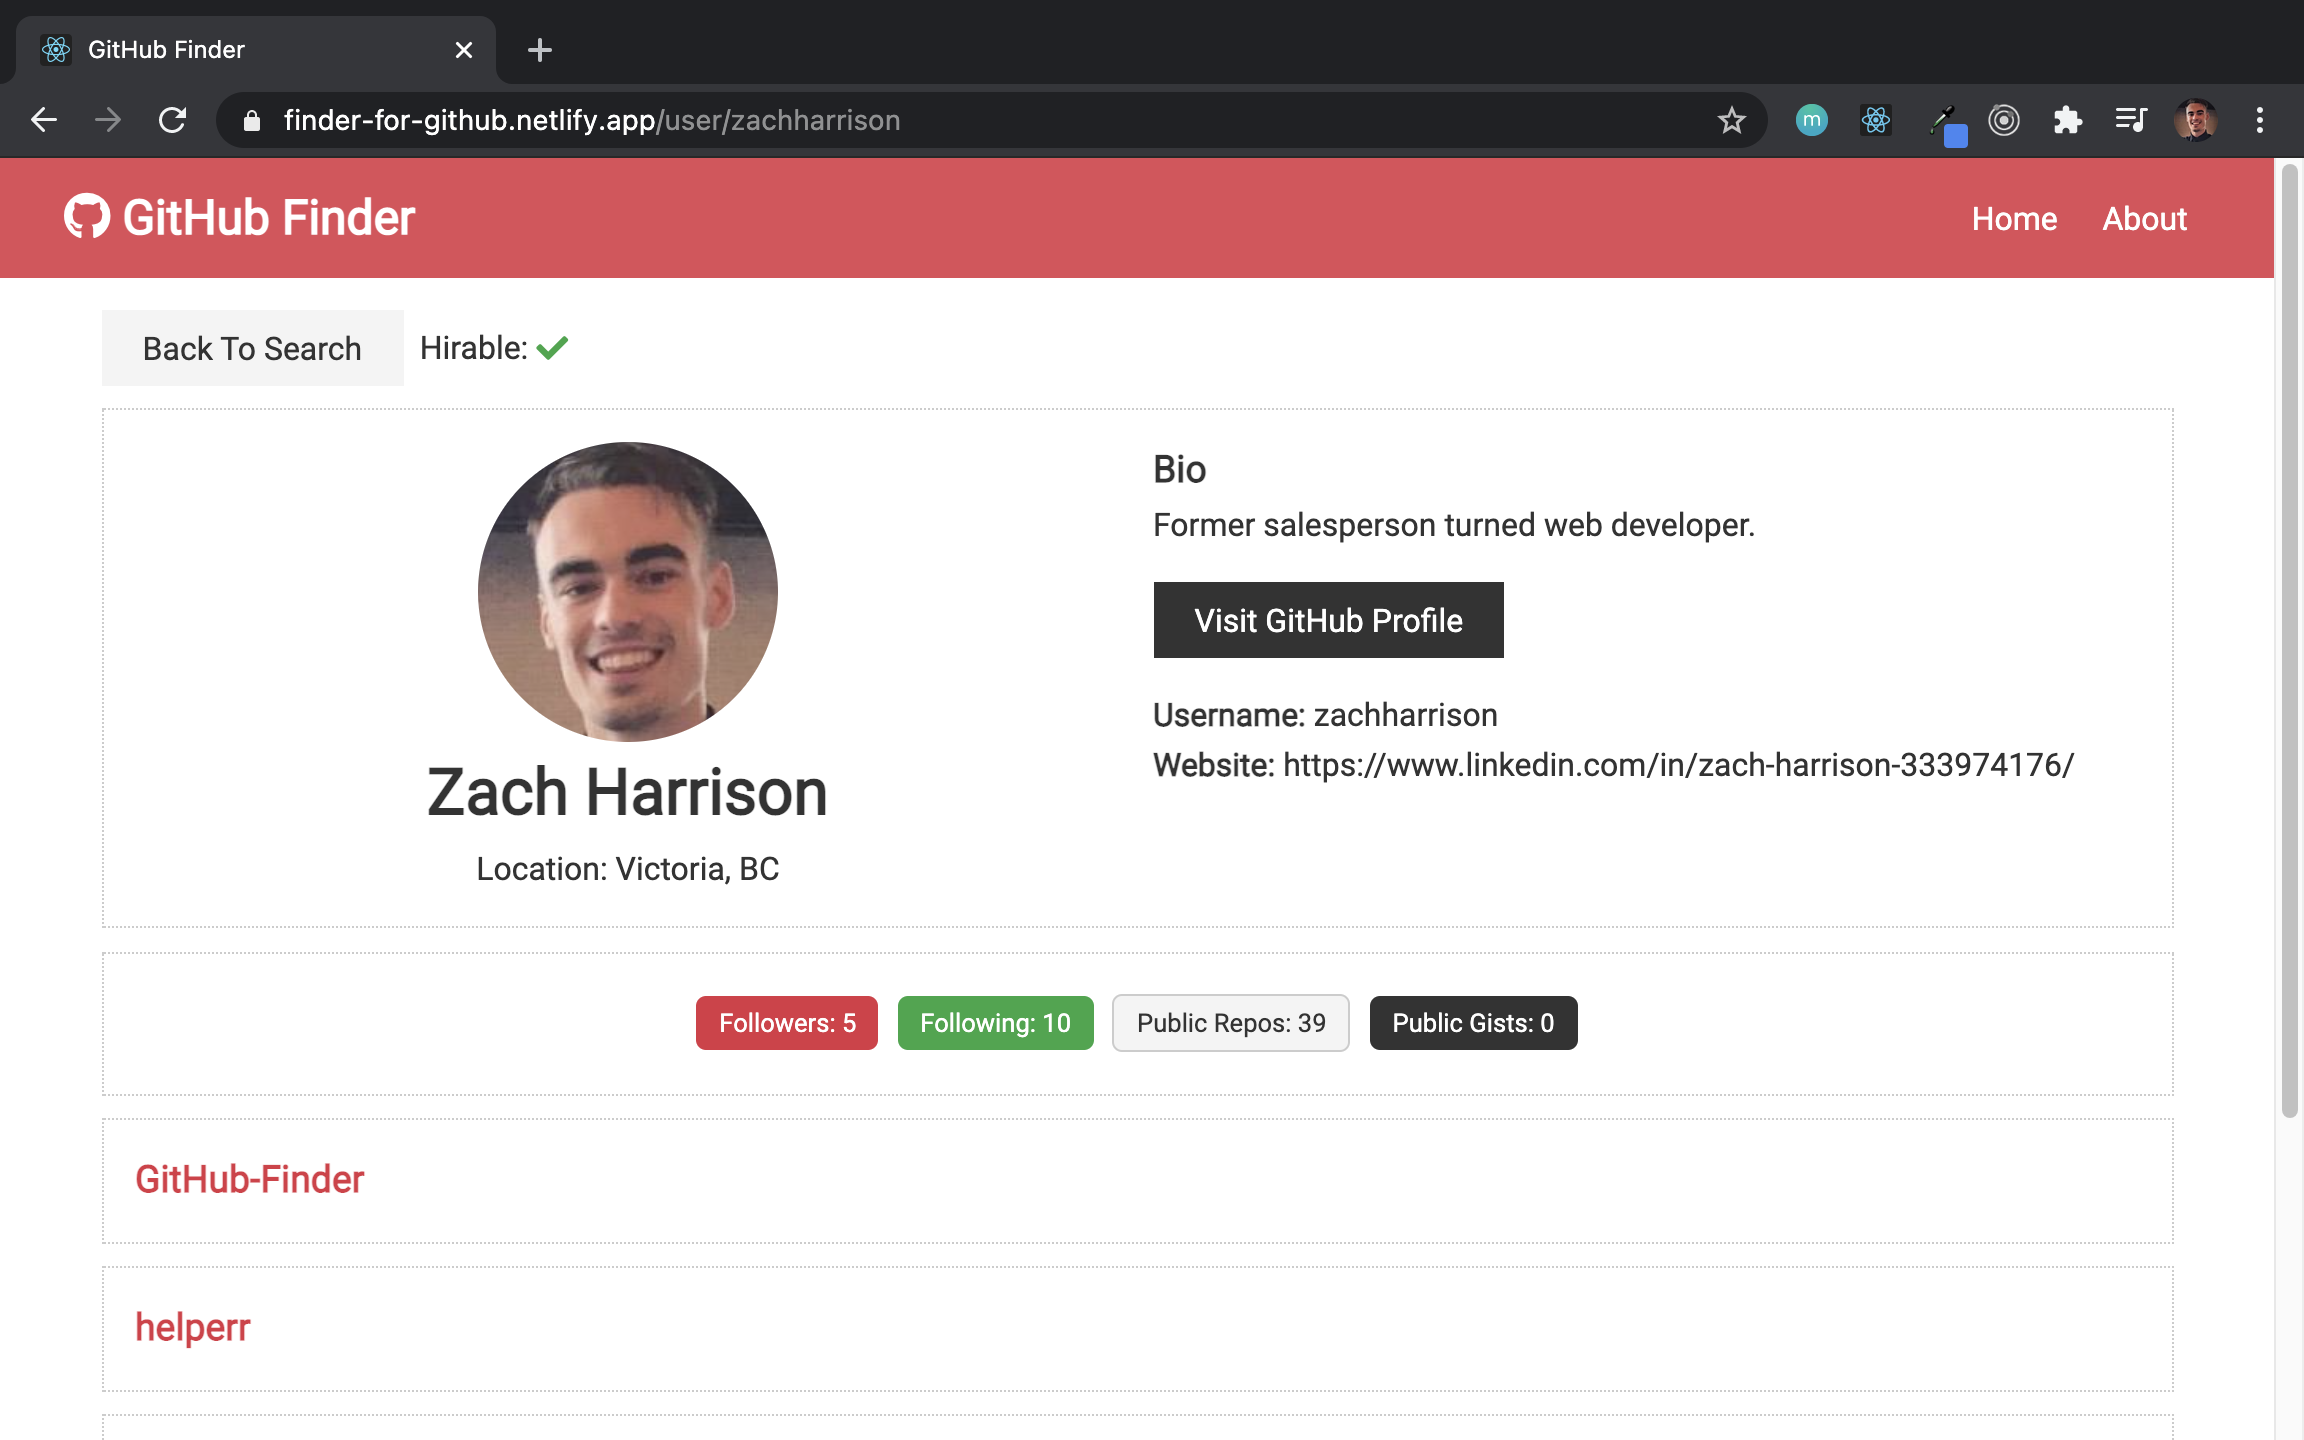 GitHub Finder
finder-for-github.netlify.app/user/zachharrison
m
GitHub Finder
Home
About
Back To Search
Hirable:
Bio
Former salesperson turned web developer.
Visit GitHub Profile
Username: zachharrison
Website: https://www.linkedin.com/in/zach-harrison-333974176/
Zach Harrison
Location: Victoria, BC
Followers: 5
Following: 10
Public Repos: 39
Public Gists: 0
GitHub-Finder
helperr